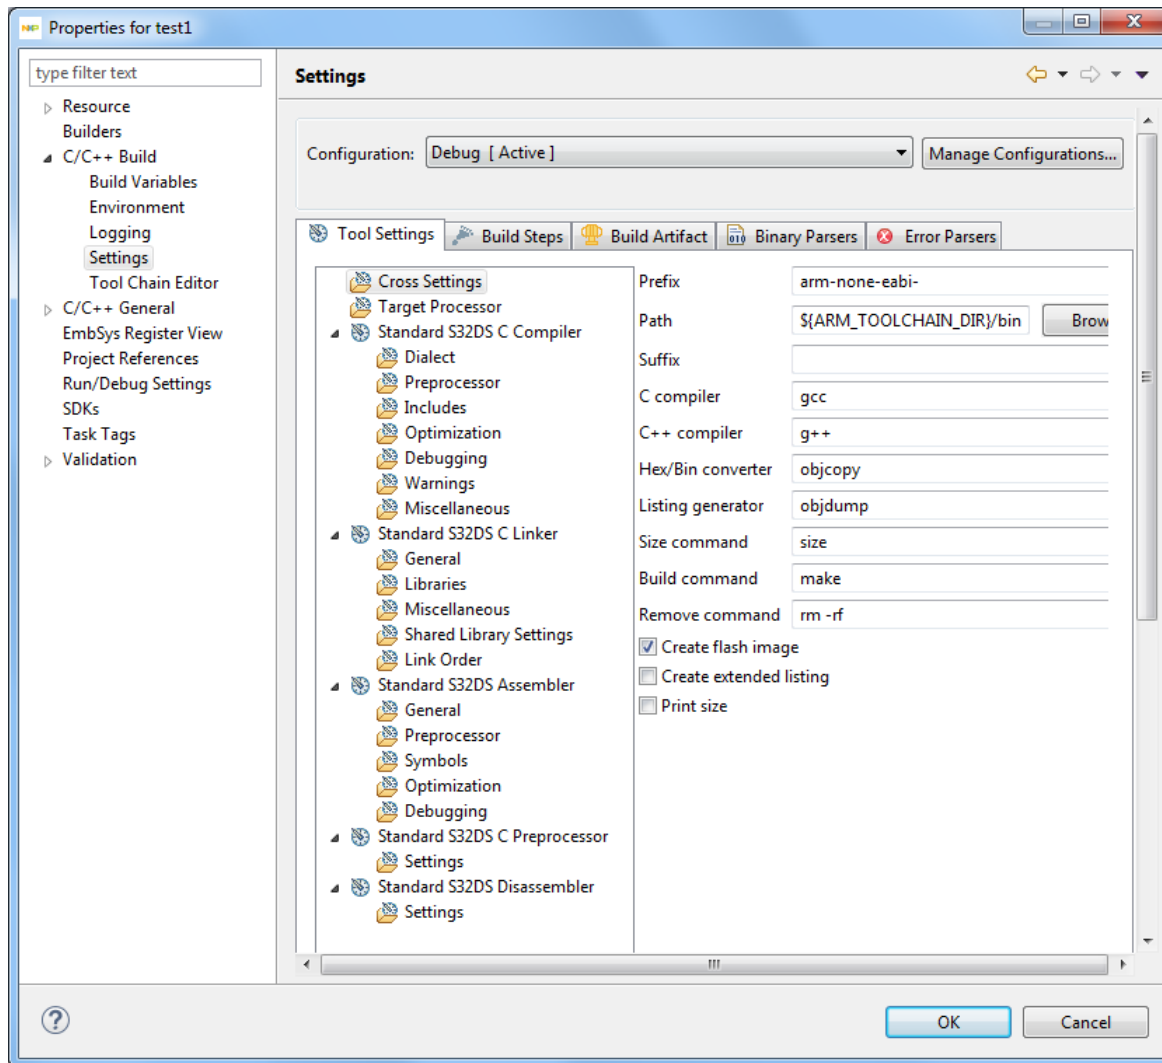 NXP Properties for test1
type filter text
Settings
Resource
Builders
C/C++ Build
Build Variables
Environment
Logging
Settings
Tool Chain Editor
C/C++ General
EmbSys Register View
Project References
Run/Debug Settings
SDKs
Task Tags
Validation
Configuration: Debug [ Active ] Manage Configurations...
Tool Settings Build Steps Build Artifact 010 Binary Parsers Error Parsers
Cross Settings
Target Processor
Standard S32DS C Compiler
Dialect
Preprocessor
Includes
Optimization
Debugging
Warnings
Miscellaneous
Standard S32DS C Linker
General
Libraries
Miscellaneous
Shared Library Settings
Link Order
Standard S32DS Assembler
General
Preprocessor
Symbols
Optimization
Debugging
Standard S32DS C Preprocessor
Settings
Standard S32DS Disassembler
Settings
Prefix arm-none-eabi-
Path ${ARM_TOOLCHAIN_DIR}/bin Brow
Suffix
C compiler gcc
C++ compiler g++
Hex/Bin converter objcopy
Listing generator objdump
Size command size
Build command make
Remove command rm -rf
Create flash image
Create extended listing
Print size
? OK Cancel